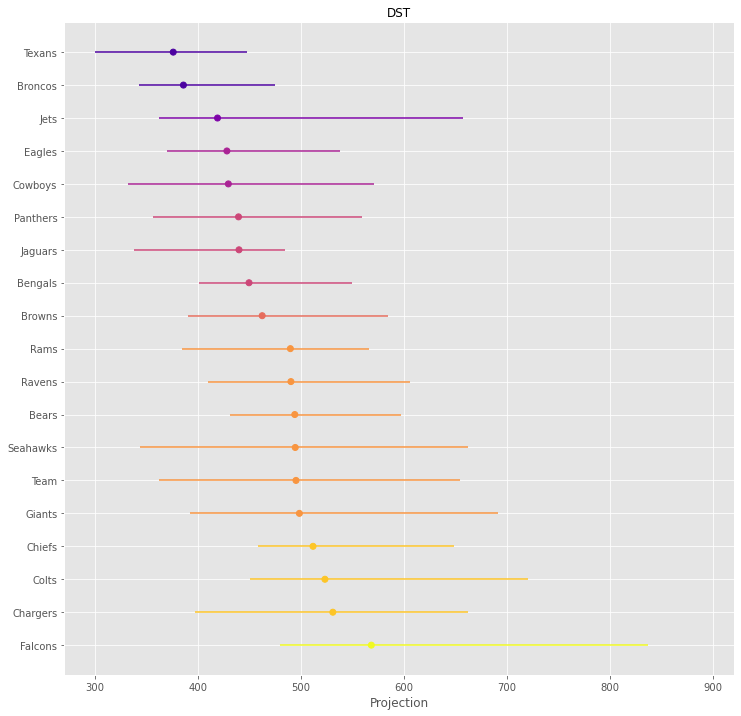 DST
Texans
Broncos
Jets
Eagles
Cowboys
Panthers
Jaguars
Bengals
Browns
Rams
Ravens
Bears
Seahawks
Team
Giants
Chiefs
Colts
Chargers
Falcons
300 400 500 600 700 800 900
Projection